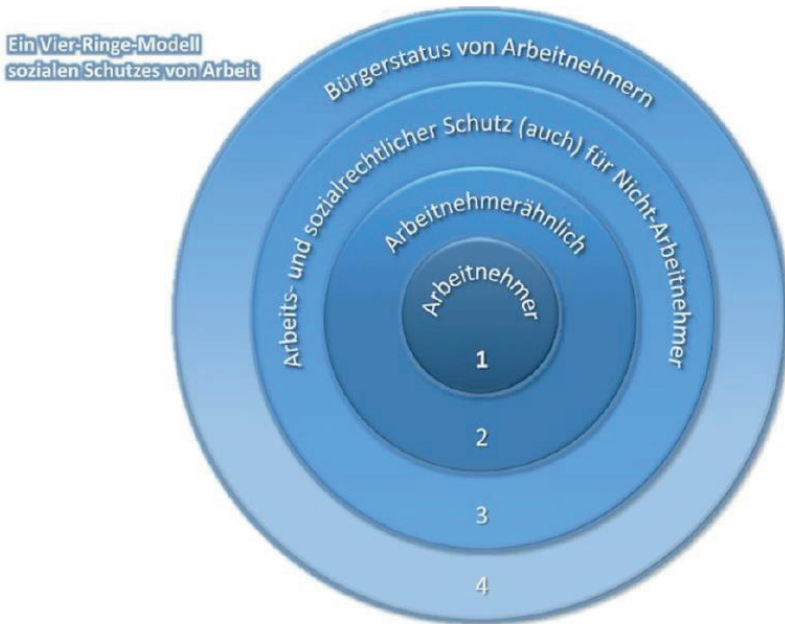 Ein Vier-Ringe-Modell
sozialen Schutzes von Arbeit
Bürgerstatus von Arbeitnehmern
Arbeits- und sozialrechtlicher Schutz (auch) für Nicht-Arbeitnehmer
Arbeitnehmerähnlich
Arbeitnehmer
1
2
3
4